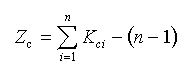 Z_c = \sum_{i=1}^{n} K_{ci} - (n-1)